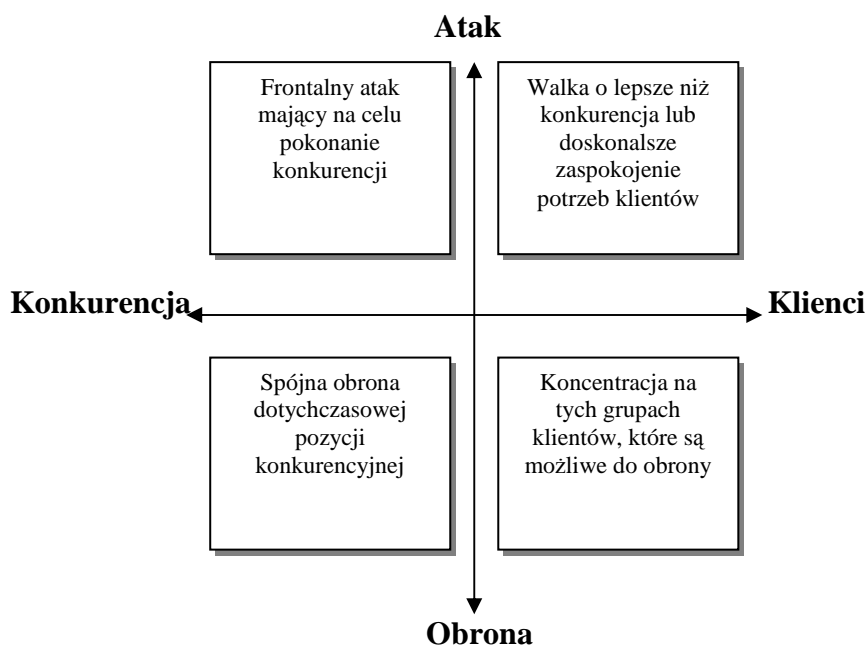 Atak
Frontalny atak
mający na celu
pokonanie
konkurencji
Walka o lepsze niż
konkurencja lub
doskonalsze
zaspokojenie
potrzeb klientów
Konkurencja
Klienci
Spójna obrona
dotychczasowej
pozycji
konkurencyjnej
Koncentracja na
tych grupach
klientów, które są
możliwe do obrony
Obrona